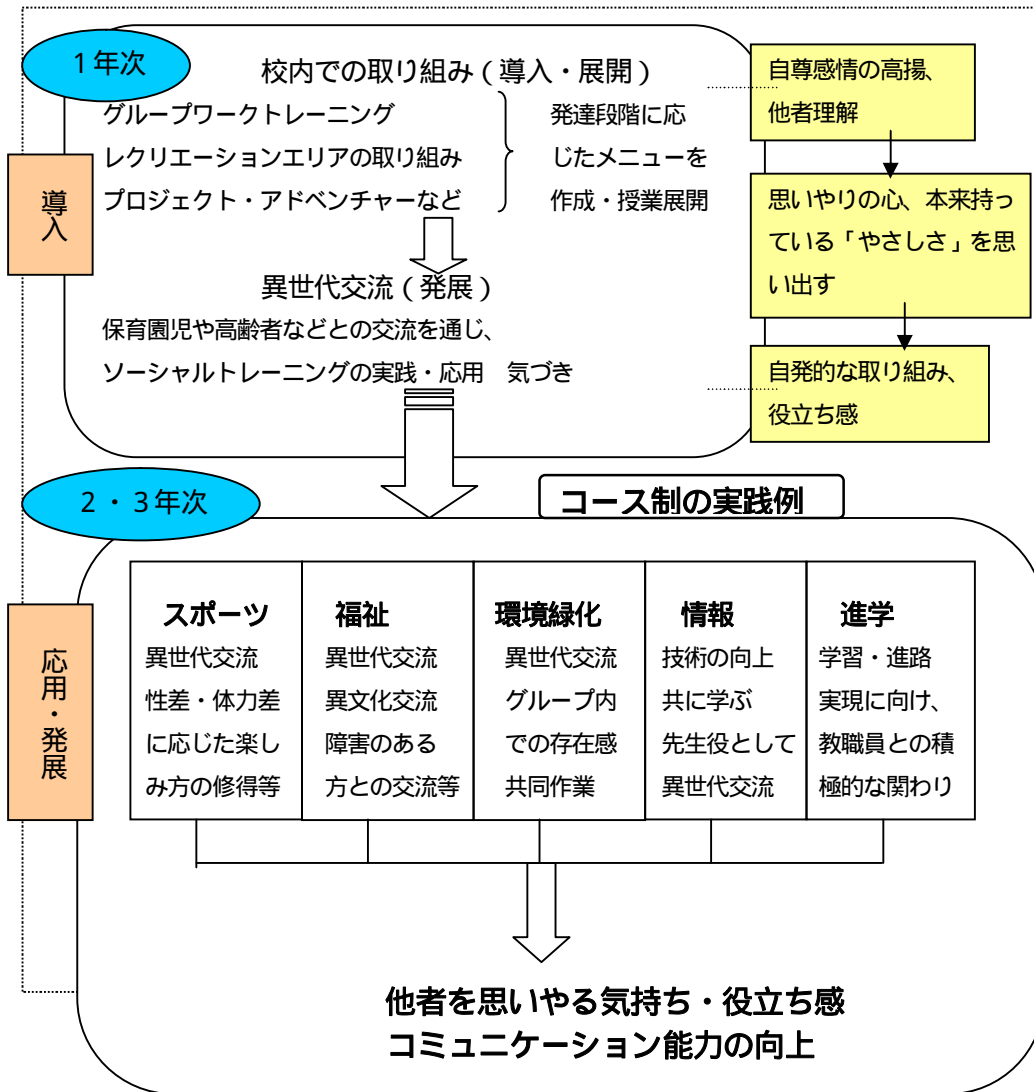 1年次
校内での取り組み(導入・展開)
グループワークトレーニング
レクリエーションエリアの取り組み
プロジェクト・アドベンチャーなど
発達段階に応
じたメニューを
作成・授業展開
導入
異世代交流(発展)
保育園児や高齢者などとの交流を通じ、
ソーシャルトレーニングの実践・応用 気づき
自尊感情の高揚、
他者理解
思いやりの心、本来持っ
ている「やさしさ」を思
い出す
自発的な取り組み、
役立ち感
2・3年次
コース制の実践例
応用・発展
スポーツ
異世代交流
性差・体力差
に応じた楽し
み方の修得等
福祉
異世代交流
異文化交流
障害のある
方との交流等
環境緑化
異世代交流
グループ内
での存在感
共同作業
情報
技術の向上
共に学ぶ
先生役として
異世代交流
進学
学習・進路
実現に向け、
教職員との積
極的な関わり
他者を思いやる気持ち・役立ち感
コミュニケーション能力の向上